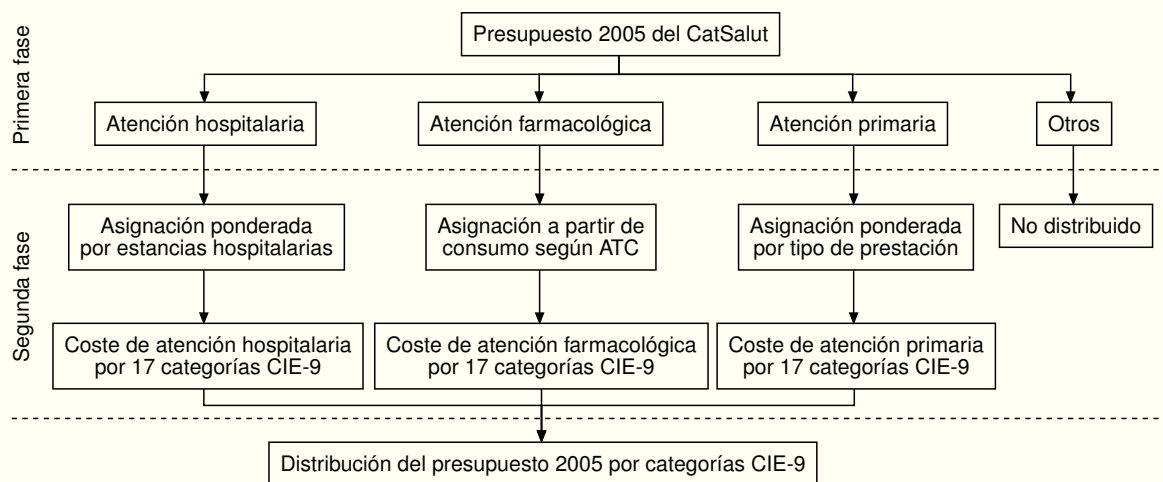 Primera fase
Presupuesto 2005 del CatSalut
Atención hospitalaria
Atención farmacológica
Atención primaria
Otros
Segunda fase
Asignación ponderada
por estancias hospitalarias
Asignación a partir de
consumo según ATC
Asignación ponderada
por tipo de prestación
No distribuido
Coste de atención hospitalaria
por 17 categorías CIE-9
Coste de atención farmacológica
por 17 categorías CIE-9
Coste de atención primaria
por 17 categorías CIE-9
Distribución del presupuesto 2005 por categorías CIE-9